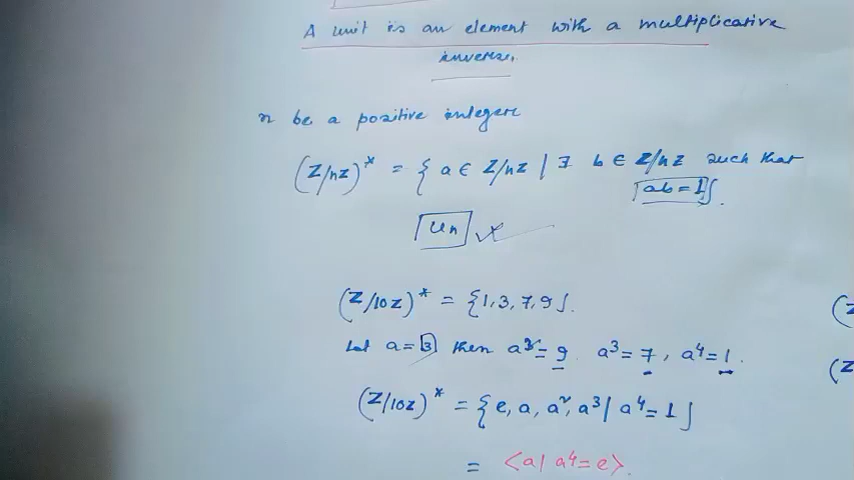 A unit is an element with a multiplicative
inverse.
n be a positive integer
(Z/nZ)* = { a ∈ Z/nZ | ∃ b ∈ Z/nZ such that
ab = 1 }.
Un
(Z/10Z)* = {1, 3, 7, 9}.
Let a = 3 then a² = 9 a³ = 7, a⁴ = 1.
(Z/10Z)* = {e, a, a², a³ | a⁴ = 1}
= <a | a⁴ = e>.
(Z
(Z